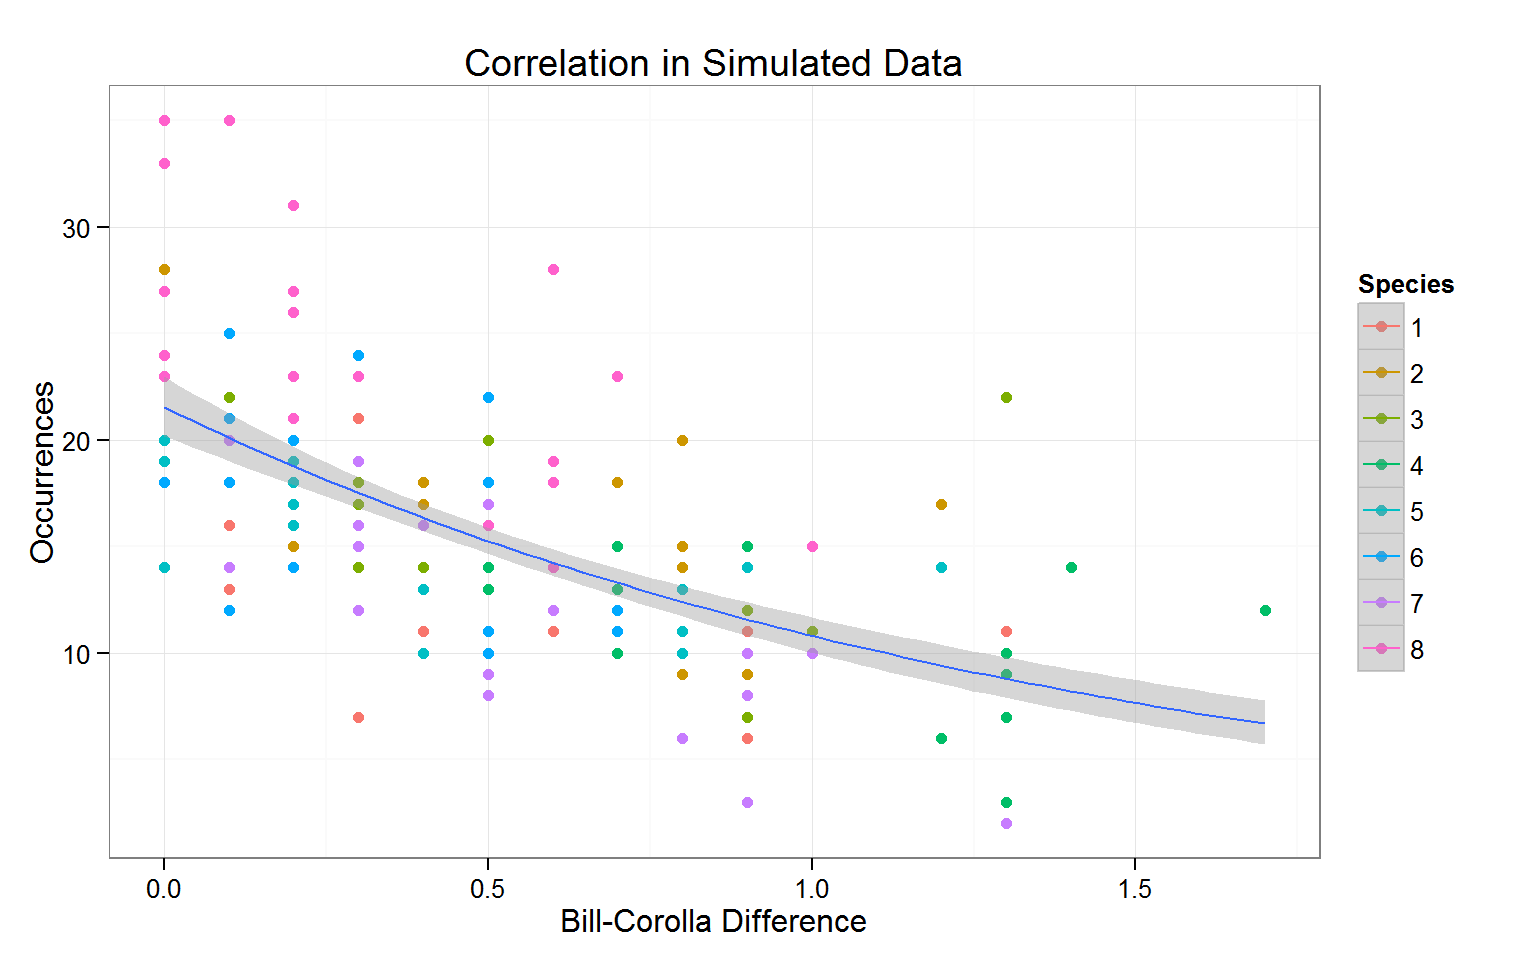 Correlation in Simulated Data
Occurrences
30
20
10
0.0 0.5 1.0 1.5
Bill-Corolla Difference
Species
1
2
3
4
5
6
7
8